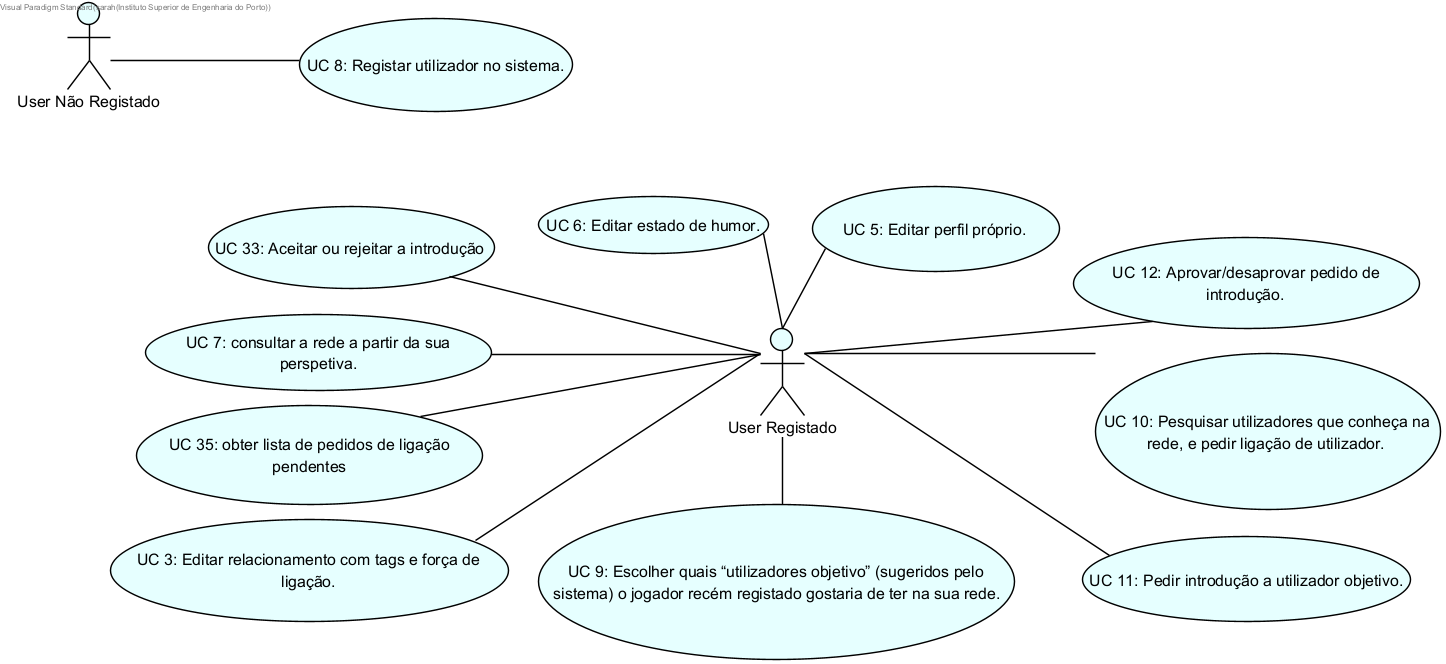 Visual Paradigm Standard(sarah(Instituto Superior de Engenharia do Porto))
UC 8: Registar utilizador no sistema.
User Não Registado
UC 6: Editar estado de humor.
UC 5: Editar perfil próprio.
UC 33: Aceitar ou rejeitar a introdução
UC 12: Aprovar/desaprovar pedido de
introdução.
UC 7: consultar a rede a partir da sua
perspetiva.
UC 10: Pesquisar utilizadores que conheça na
rede, e pedir ligação de utilizador.
User Registado
UC 35: obter lista de pedidos de ligação
pendentes
UC 3: Editar relacionamento com tags e força de
ligação.
UC 9: Escolher quais “utilizadores objetivo” (sugeridos pelo
sistema) o jogador recém registado gostaria de ter na sua rede.
UC 11: Pedir introdução a utilizador objetivo.